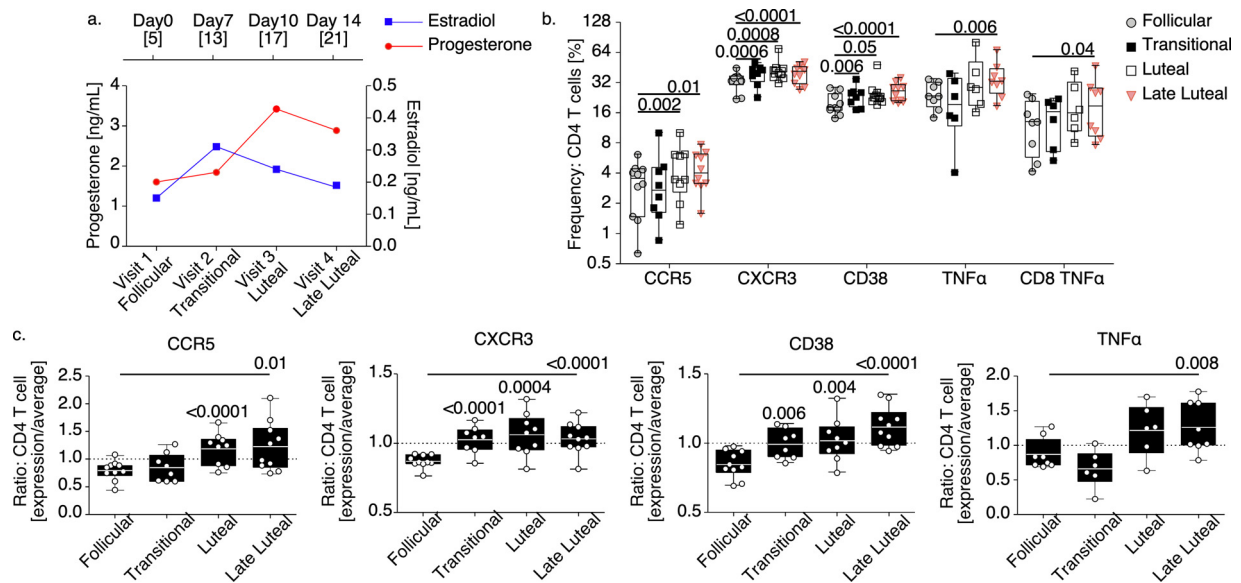 a.
Day0 Day7 Day10 Day 14
[5] [13] [17] [21]
Estradiol
Progesterone
Progesterone [ng/mL]
4
3
2
1
0
Estradiol [ng/mL]
0.5
0.4
0.3
0.2
0.1
0.0
Visit 1 Follicular
Visit 2 Transitional
Visit 3 Luteal
Visit 4 Late Luteal
b.
Frequency: CD4 T cells [%]
128
64
32
16
8
4
2
1
0.5
0.01
0.002
<0.0001
0.0008
0.0006
<0.0001
0.05
0.006
0.006
0.04
CCR5 CXCR3 CD38 TNFα CD8 TNFα
Follicular
Transitional
Luteal
Late Luteal
c.
CCR5
Ratio: CD4 T cell
[expression/average]
2.5
2.0
1.5
1.0
0.5
0.0
0.01
<0.0001
Follicular
Transitional
Luteal
Late Luteal
CXCR3
Ratio: CD4 T cell
[expression/average]
1.5
1.0
0.5
<0.0001
0.0004
<0.0001
Follicular
Transitional
Luteal
Late Luteal
CD38
Ratio: CD4 T cell
[expression/average]
1.5
1.0
0.5
<0.0001
0.004
0.006
Follicular
Transitional
Luteal
Late Luteal
TNFα
Ratio: CD4 T cell
[expression/average]
2.0
1.5
1.0
0.5
0.0
0.008
Follicular
Transitional
Luteal
Late Luteal